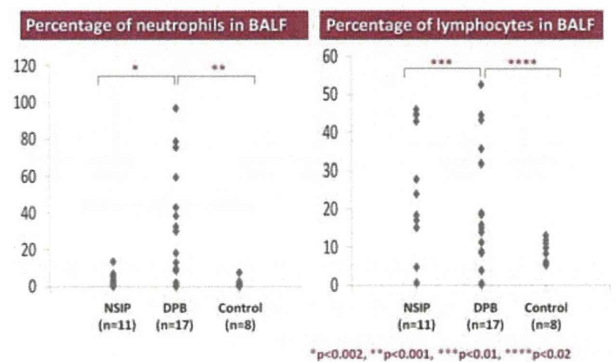 Percentage of neutrophils in BALF
120
100
80
60
40
20
0
* **
NSIP DPB Control
(n=11) (n=17) (n=8)
Percentage of lymphocytes in BALF
60
50
40
30
20
10
0
*** ****
NSIP DPB Control
(n=11) (n=17) (n=8)
*p<0.002, **p<0.001, ***p<0.01, ****p<0.02